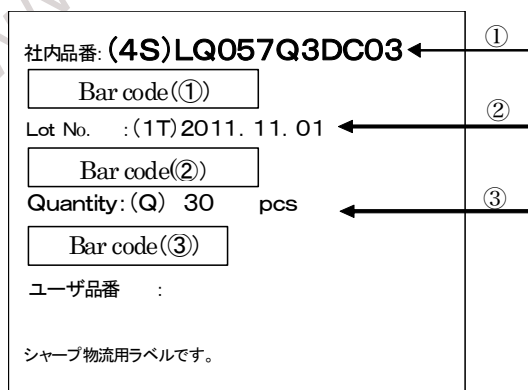 社内品番:(4S)LQ057Q3DC03 ①
Bar code(①)
②
Lot No. :(1T)2011. 11. 01
Bar code(②)
Quantity:(Q) 30 pcs ③
Bar code(③)
ユーザ品番 :
シャープ物流用ラベルです。